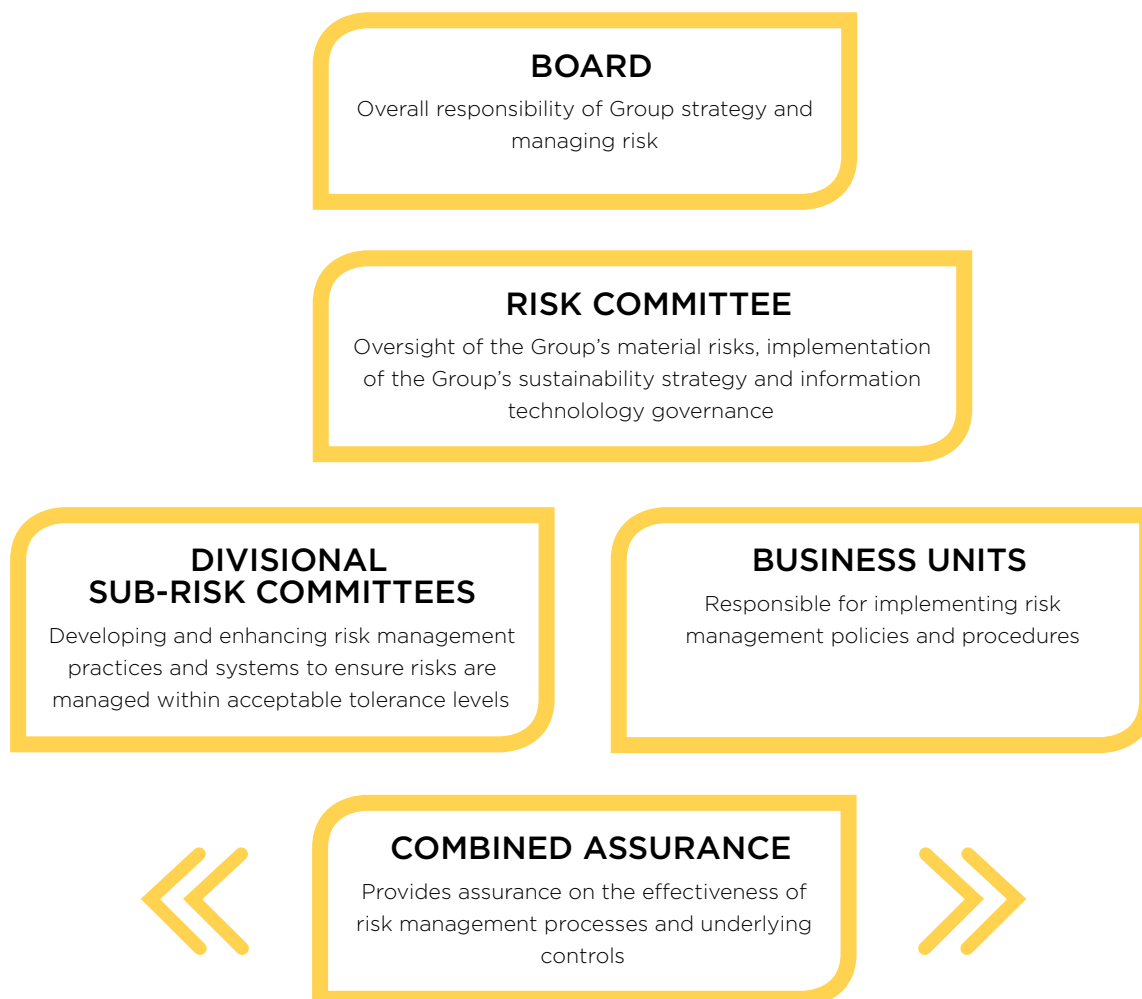 BOARD
Overall responsibility of Group strategy and
managing risk
RISK COMMITTEE
Oversight of the Group’s material risks, implementation
of the Group’s sustainability strategy and information
technolology governance
DIVISIONAL
SUB-RISK COMMITTEES
Developing and enhancing risk management
practices and systems to ensure risks are
managed within acceptable tolerance levels
BUSINESS UNITS
Responsible for implementing risk
management policies and procedures
COMBINED ASSURANCE
Provides assurance on the effectiveness of
risk management processes and underlying
controls